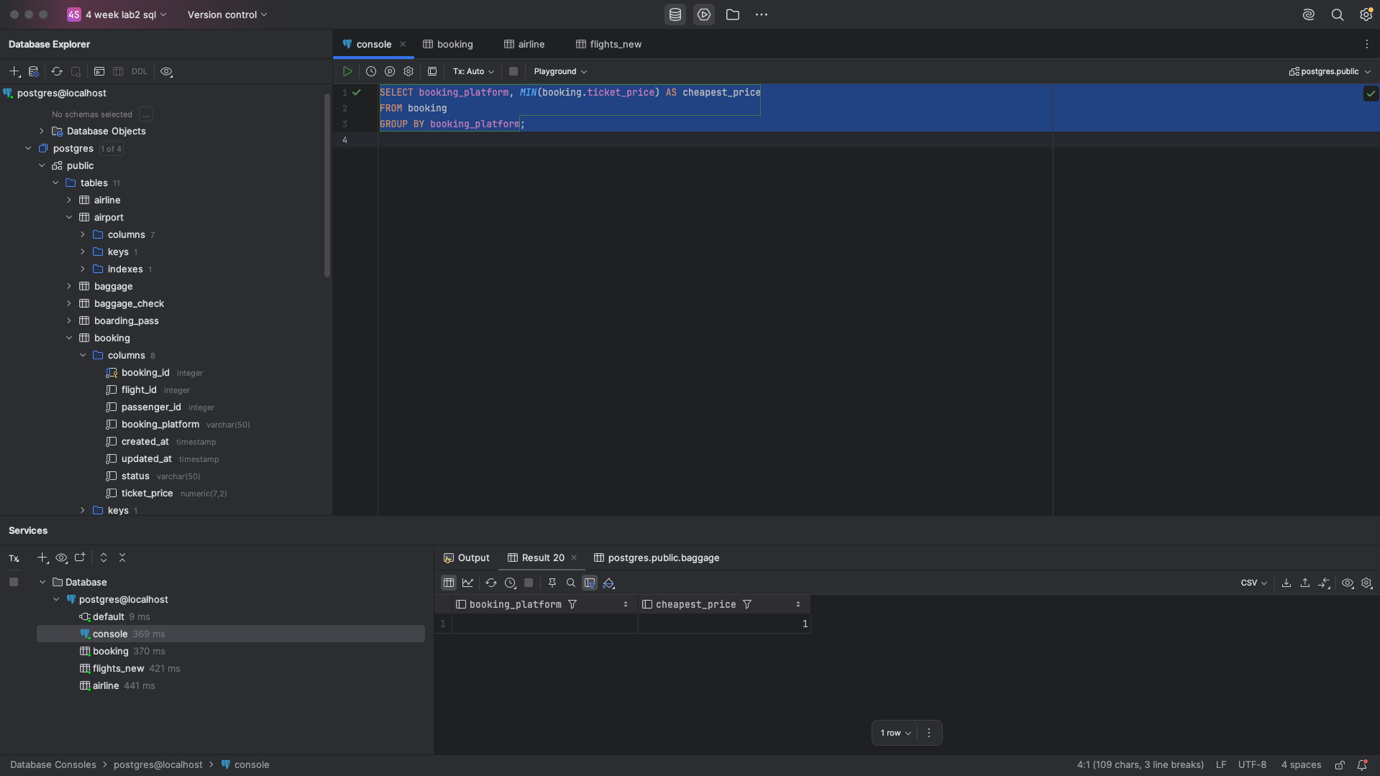 4S 4 week lab2 sql Version control
Database Explorer
DDL
postgres@localhost
No schemas selected ...
Database Objects
postgres 1 of 4
public
tables 11
airline
airport
columns 7
keys 1
indexes 1
baggage
baggage_check
boarding_pass
booking
columns 8
booking_id integer
flight_id integer
passenger_id integer
booking_platform varchar(50)
created_at timestamp
updated_at timestamp
status varchar(50)
ticket_price numeric(7,2)
keys 1
console booking airline flights_new
Tx: Auto Playground postgres.public
1 SELECT booking_platform, MIN(booking.ticket_price) AS cheapest_price
2 FROM booking
3 GROUP BY booking_platform;
4
Services
Tx
Database
postgres@localhost
default 9 ms
console 369 ms
booking 370 ms
flights_new 421 ms
airline 441 ms
Output Result 20 postgres.public.baggage
CSV
booking_platform cheapest_price
1 1
1 row
Database Consoles postgres@localhost console 4:1 (109 chars, 3 line breaks) LF UTF-8 4 spaces